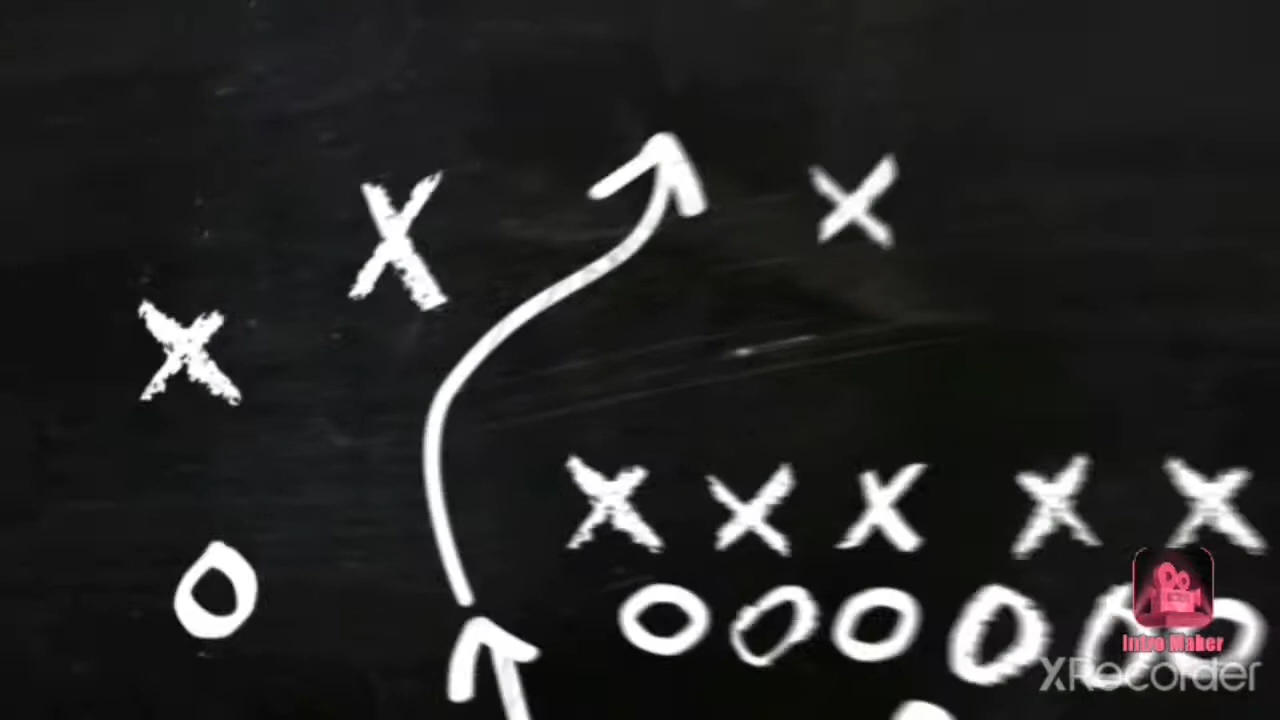 X
X
X
X X X X X
O
O O O O O O
Intro Maker
XRecorder